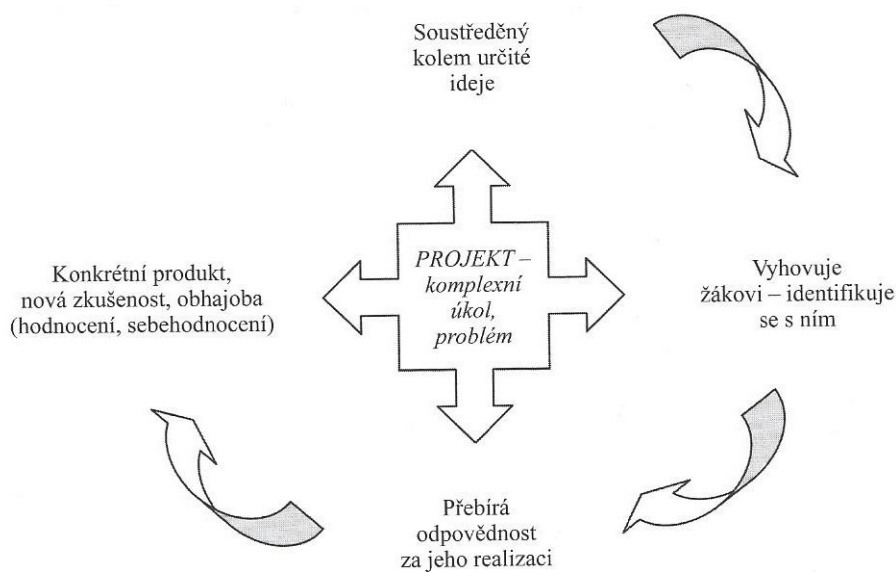 Soustředěný
kolem určité
ideje
PROJEKT –
komplexní
úkol,
problém
Konkrétní produkt,
nová zkušenost, obhajoba
(hodnocení, sebehodnocení)
Vyhovuje
žákovi – identifikuje
se s ním
Přebírá
odpovědnost
za jeho realizaci